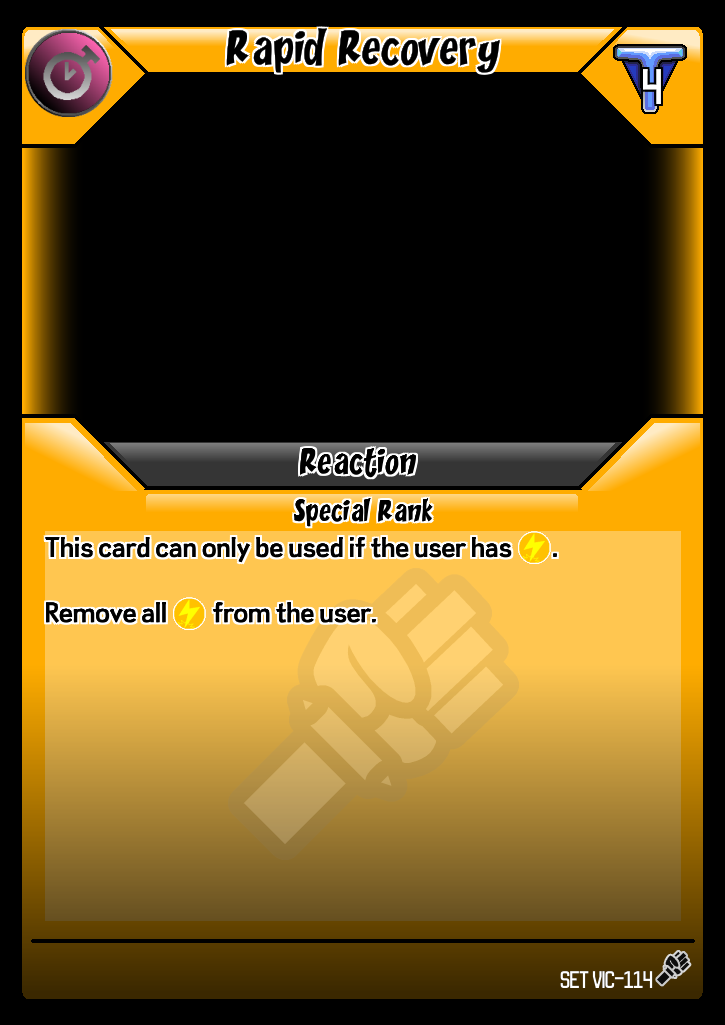 Rapid Recovery
4
Reaction
Special Rank
This card can only be used if the user has .
Remove all from the user.
SET VIC-114